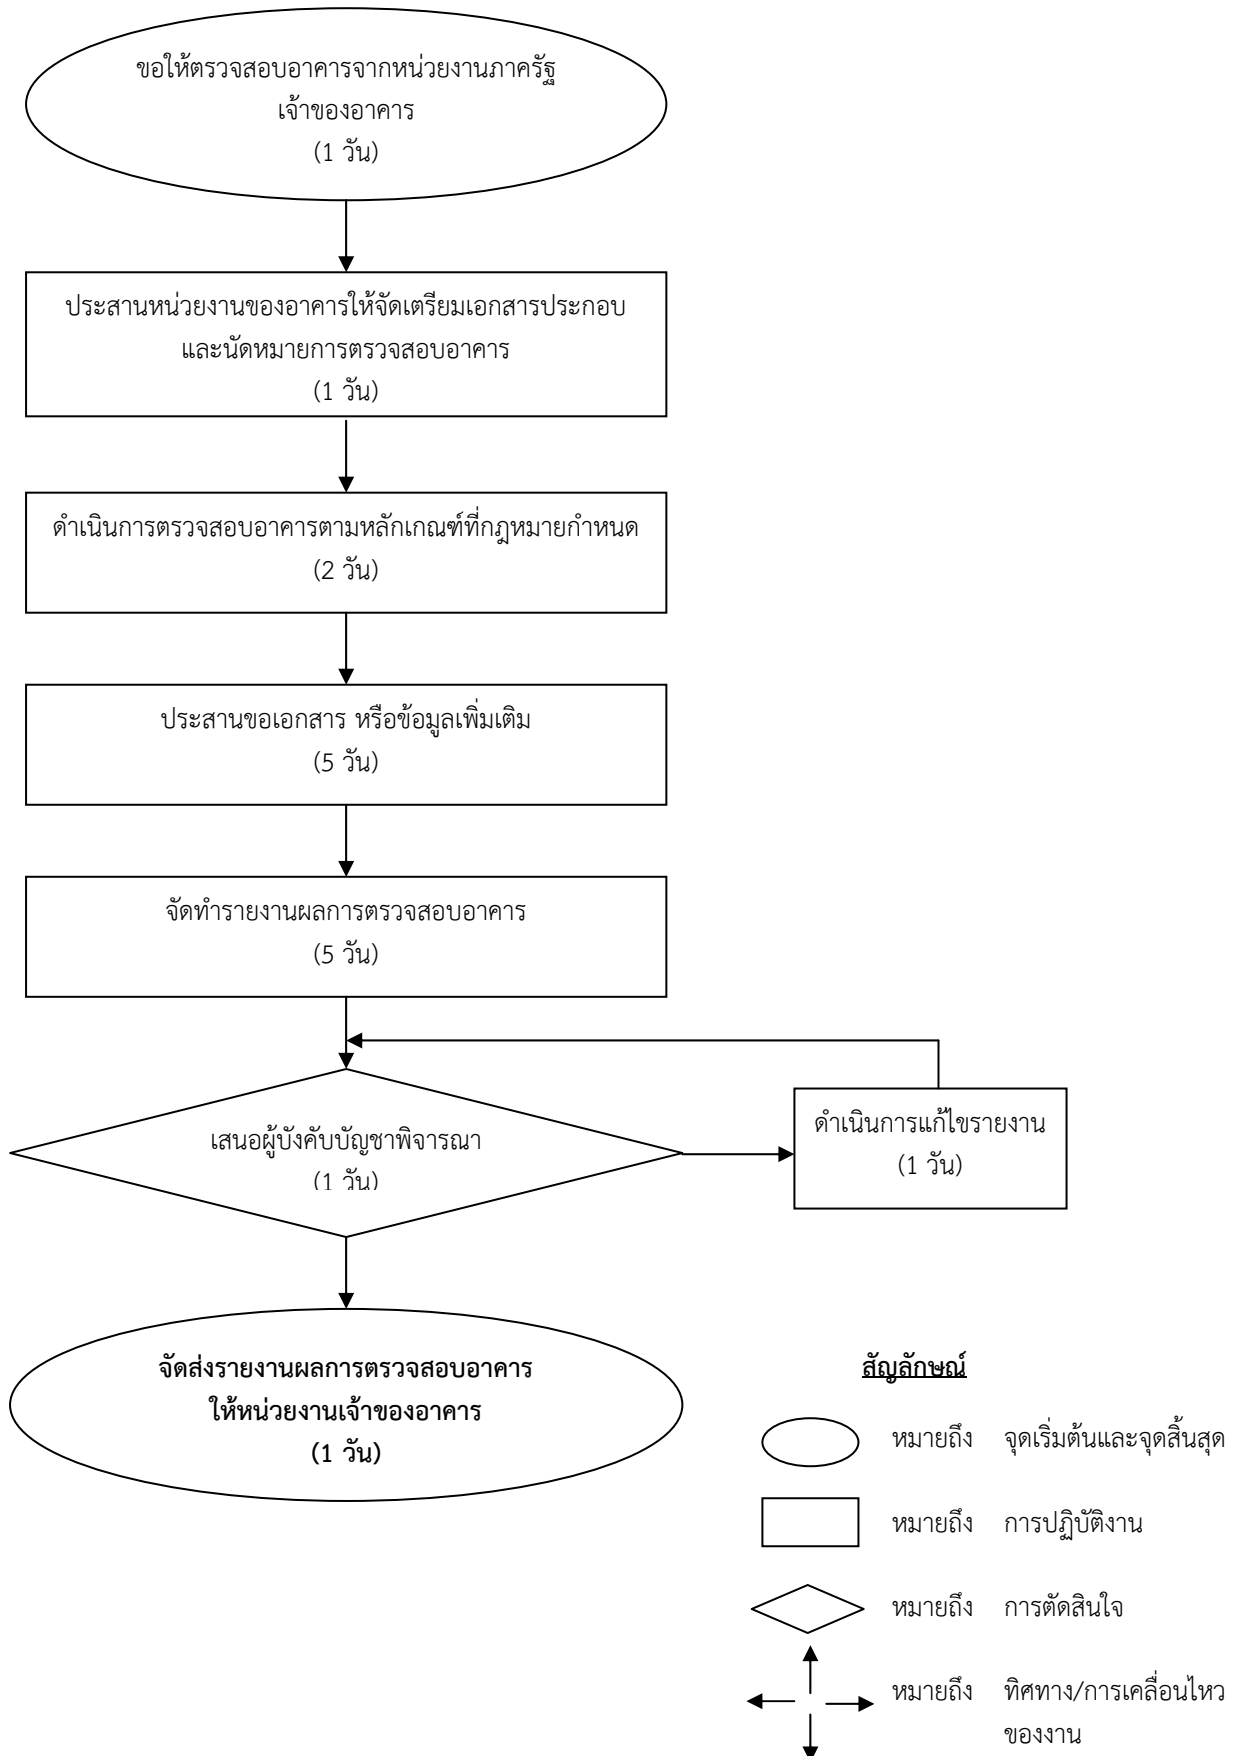 ขอให้ตรวจสอบอาคารจากหน่วยงานภาครัฐ
เจ้าของอาคาร
(1 วัน)
ประสานหน่วยงานของอาคารให้จัดเตรียมเอกสารประกอบ
และนัดหมายการตรวจสอบอาคาร
(1 วัน)
ดำเนินการตรวจสอบอาคารตามหลักเกณฑ์ที่กฎหมายกำหนด
(2 วัน)
ประสานขอเอกสาร หรือข้อมูลเพิ่มเติม
(5 วัน)
จัดทำรายงานผลการตรวจสอบอาคาร
(5 วัน)
เสนอผู้บังคับบัญชาพิจารณา
(1 วัน)
ดำเนินการแก้ไขรายงาน
(1 วัน)
จัดส่งรายงานผลการตรวจสอบอาคาร
ให้หน่วยงานเจ้าของอาคาร
(1 วัน)
สัญลักษณ์
หมายถึง จุดเริ่มต้นและจุดสิ้นสุด
หมายถึง การปฏิบัติงาน
หมายถึง การตัดสินใจ
หมายถึง ทิศทาง/การเคลื่อนไหว
ของงาน